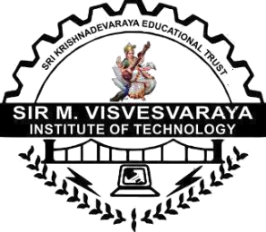 SRI KRISHNADEVARAYA EDUCATIONAL TRUST
SIR M. VISVESVARAYA
INSTITUTE OF TECHNOLOGY